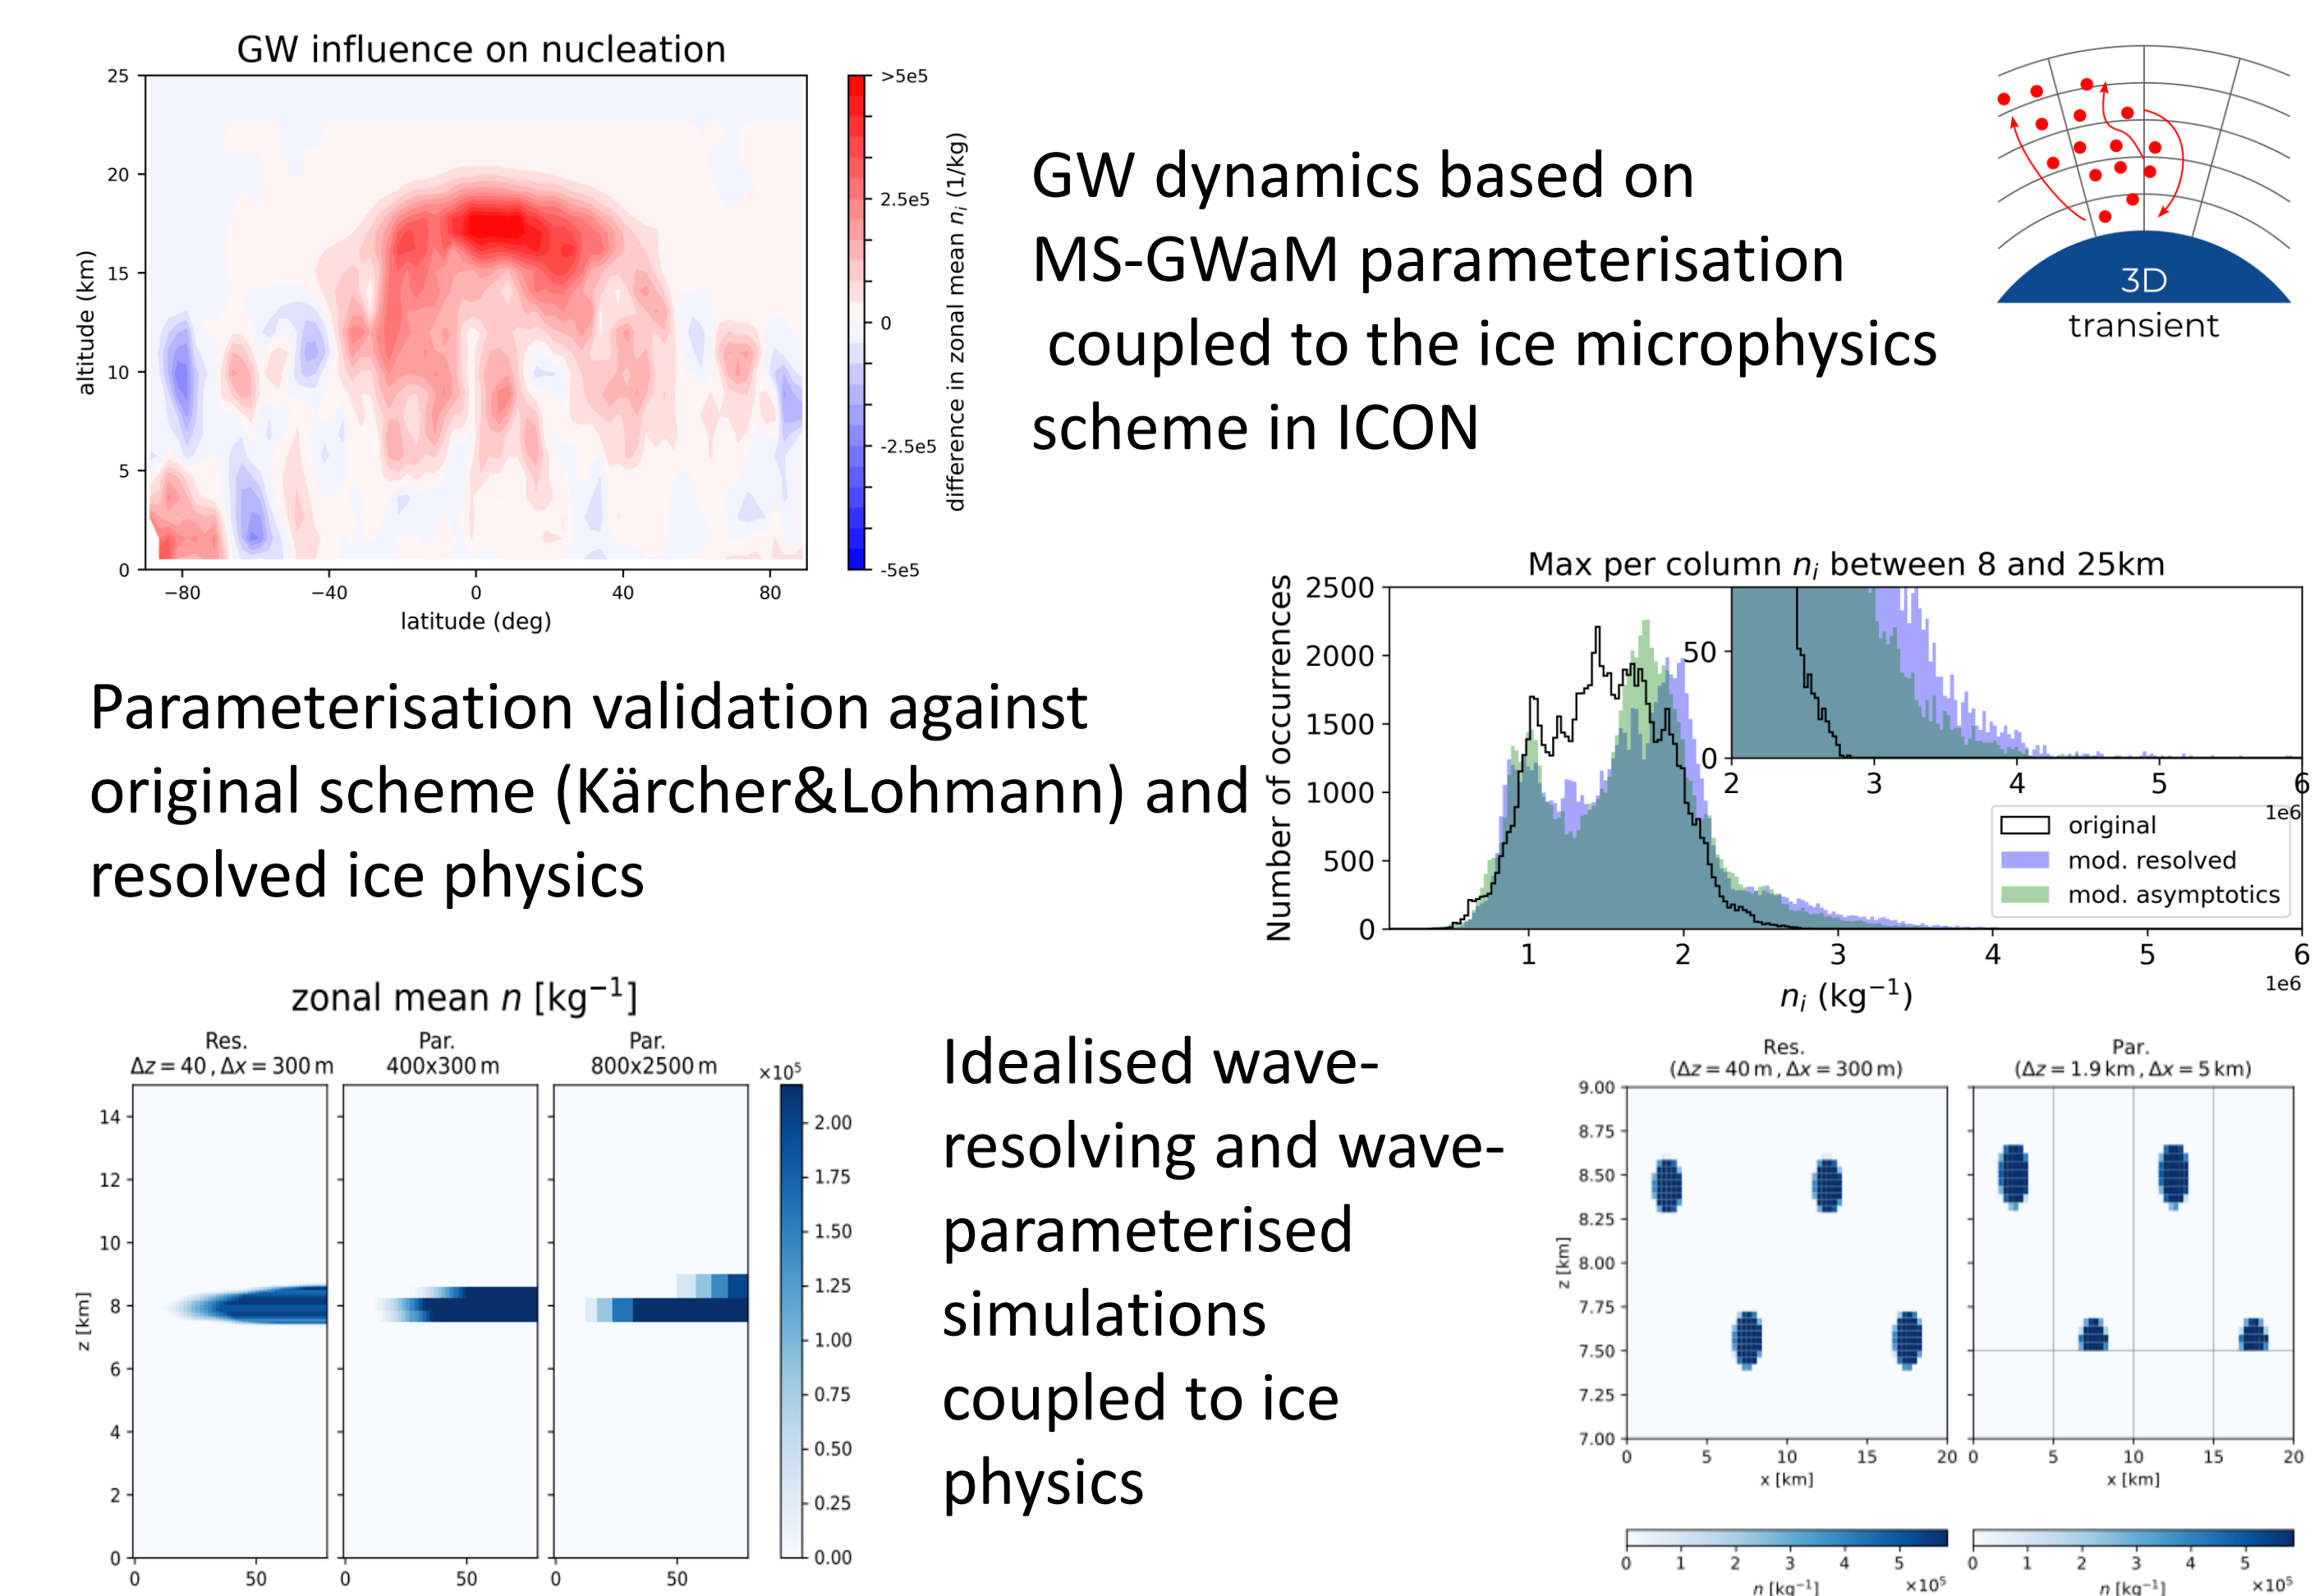 GW influence on nucleation
25
20
15
10
5
0
altitude (km)
−80
−40
0
40
80
latitude (deg)
>5e5
2.5e5
0
-2.5e5
-5e5
difference in zonal mean nᵢ (1/kg)
GW dynamics based on
MS-GWaM parameterisation
coupled to the ice microphysics
scheme in ICON
3D
transient
Parameterisation validation against
original scheme (Kärcher&Lohmann) and
resolved ice physics
Max per column nᵢ between 8 and 25km
Number of occurrences
2500
2000
1500
1000
500
0
50
0
2
3
4
5
6
1e6
original
mod. resolved
mod. asymptotics
1
2
3
4
5
6
1e6
nᵢ (kg⁻¹)
zonal mean n [kg⁻¹]
Res.
Δz = 40 , Δx = 300 m
Par.
400x300 m
Par.
800x2500 m
×10⁵
14
12
10
8
6
4
2
0
z [km]
0
50
0
50
0
50
2.00
1.75
1.50
1.25
1.00
0.75
0.50
0.25
0.00
Idealised wave-
resolving and wave-
parameterised
simulations
coupled to ice
physics
Res.
(Δz = 40 m , Δx = 300 m)
Par.
(Δz = 1.9 km , Δx = 5 km)
9.00
8.75
8.50
8.25
8.00
7.75
7.50
7.25
7.00
z [km]
0
5
10
15
20
x [km]
0
5
10
15
20
x [km]
0
1
2
3
4
5
n [kg⁻¹]
×10⁵
0
1
2
3
4
5
n [kg⁻¹]
×10⁵